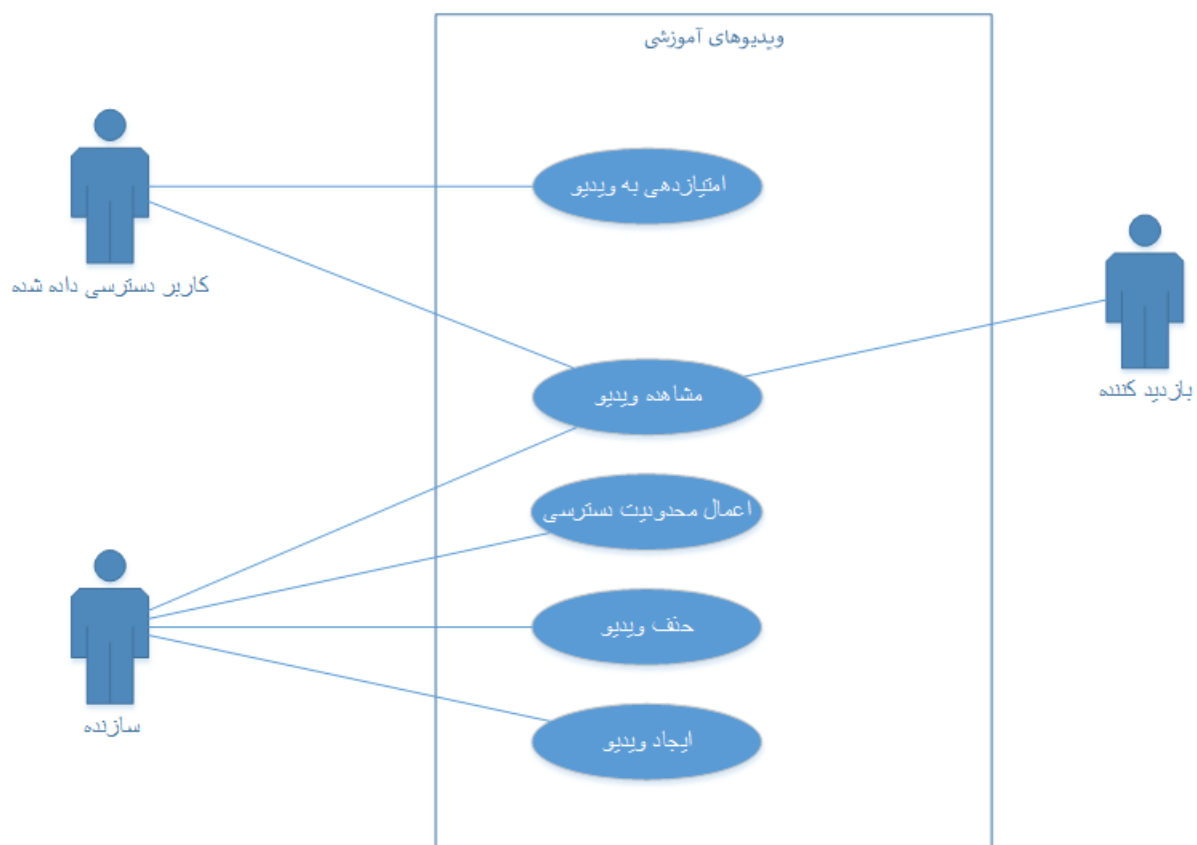 ویدیوهای آموزشی
امتیازدهی به ویدیو
کاربر دسترسی داده شده
مشاهده ویدیو
بازدید کننده
اعمال محدودیت دسترسی
حذف ویدیو
سازنده
ایجاد ویدیو